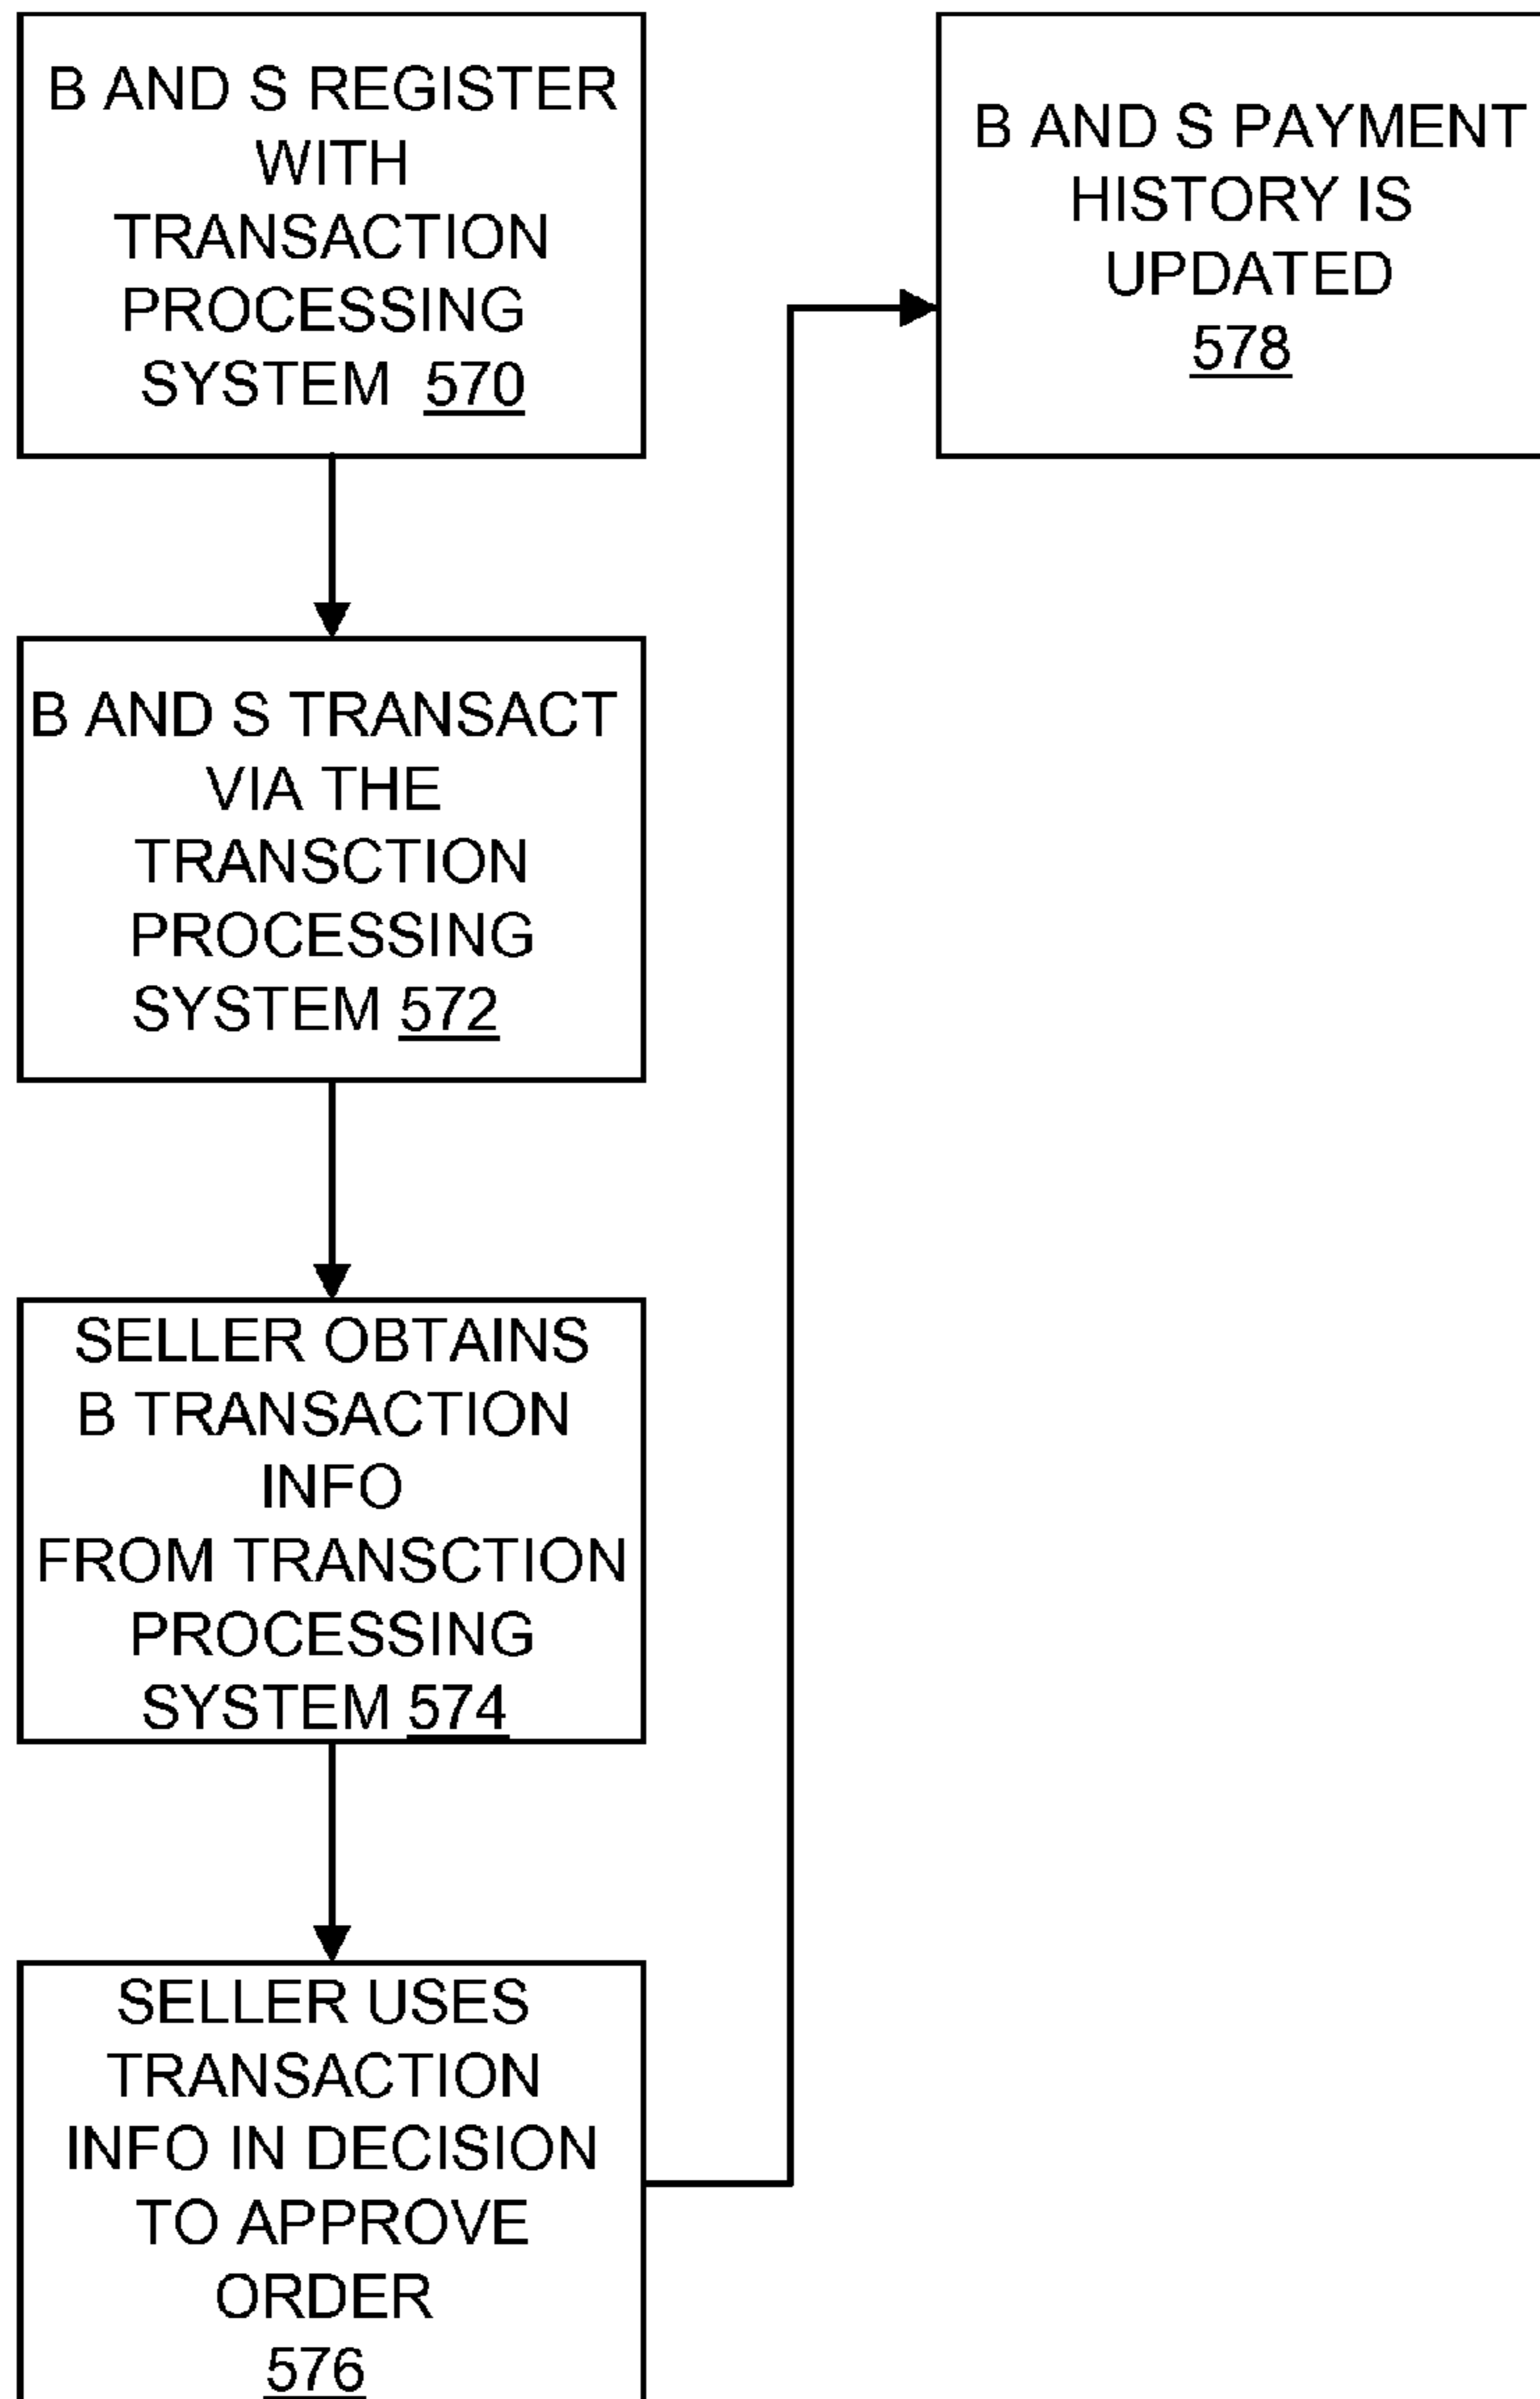 B AND S REGISTER
WITH
TRANSACTION
PROCESSING
SYSTEM 570
B AND S TRANSACT
VIA THE
TRANSCTION
PROCESSING
SYSTEM 572
SELLER OBTAINS
B TRANSACTION
INFO
FROM TRANSCTION
PROCESSING
SYSTEM 574
SELLER USES
TRANSACTION
INFO IN DECISION
TO APPROVE
ORDER
576
B AND S PAYMENT
HISTORY IS
UPDATED
578